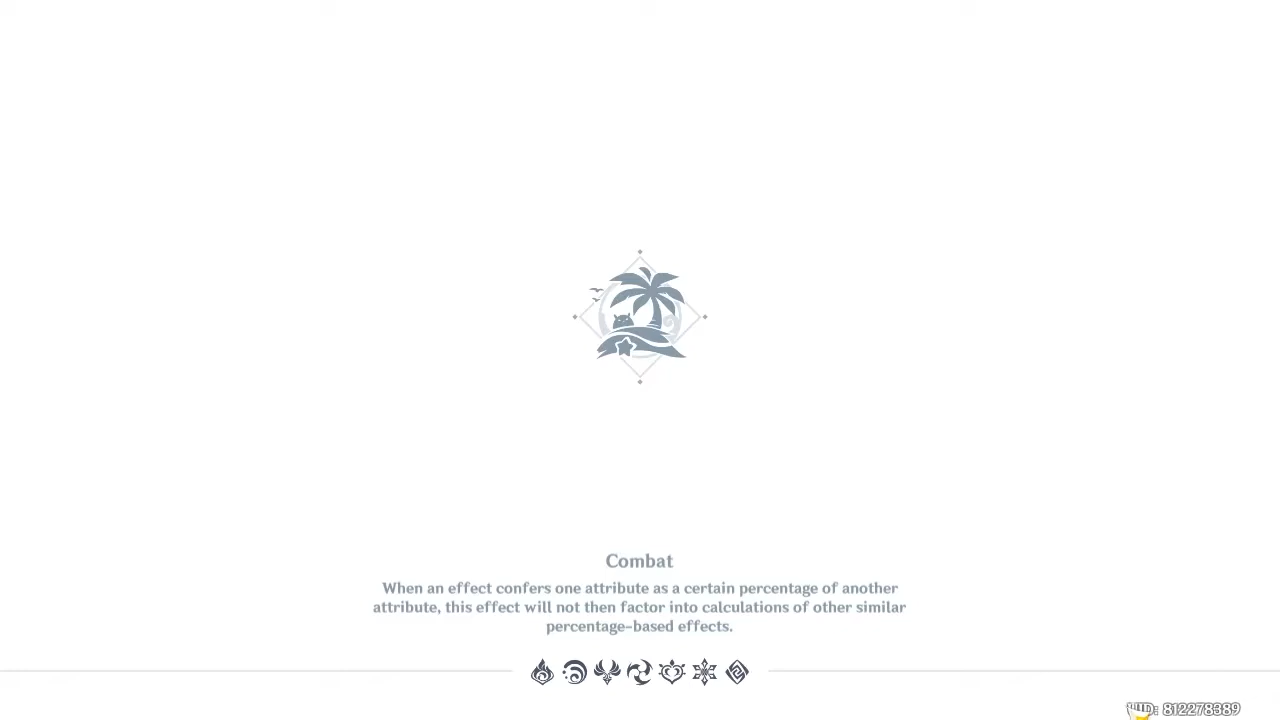 Combat
When an effect confers one attribute as a certain percentage of another
attribute, this effect will not then factor into calculations of other similar
percentage-based effects.
UID: 812278389